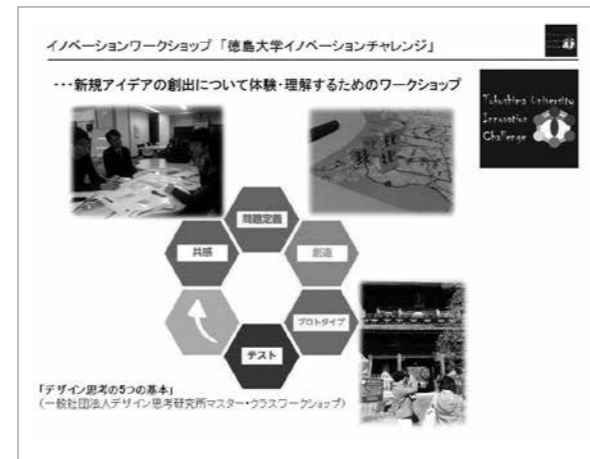 イノベーションワークショップ 「徳島大学イノベーションチャレンジ」
・・・新規アイデアの創出について体験・理解するためのワークショップ
Tokushima University
Innovation
Challenge
問題定義
共感
創造
プロトタイプ
テスト
「デザイン思考の5つの基本」
(一般社団法人デザイン思考研究所マスター・クラスワークショップ)